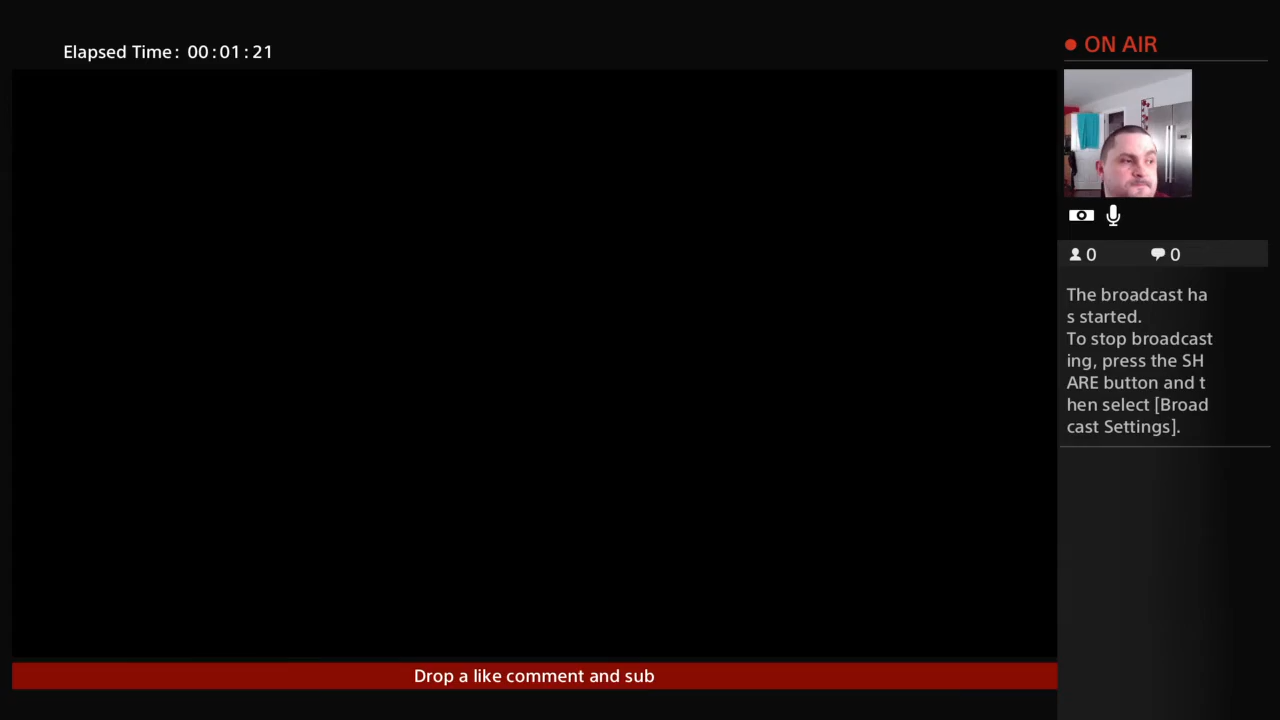 Elapsed Time: 00:01:21
ON AIR
0 0
The broadcast ha
s started.
To stop broadcast
ing, press the SH
ARE button and t
hen select [Broad
cast Settings].
Drop a like comment and sub